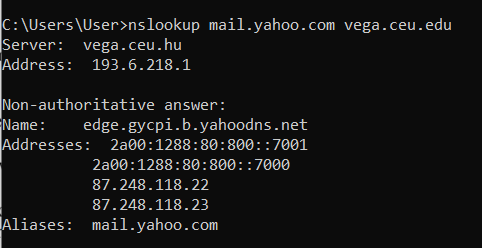 C:\Users\User>nslookup mail.yahoo.com vega.ceu.edu
Server:  vega.ceu.hu
Address:  193.6.218.1

Non-authoritative answer:
Name:    edge.gycpi.b.yahoodns.net
Addresses:  2a00:1288:80:800::7001
          2a00:1288:80:800::7000
          87.248.118.22
          87.248.118.23
Aliases:  mail.yahoo.com